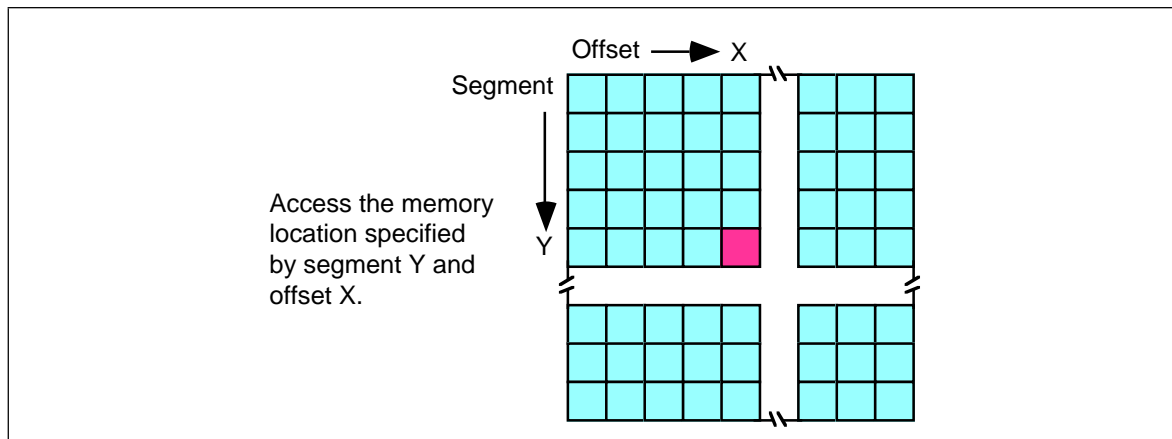 Offset X
Segment
Access the memory
location specified
Y
by segment Y and
offset X.